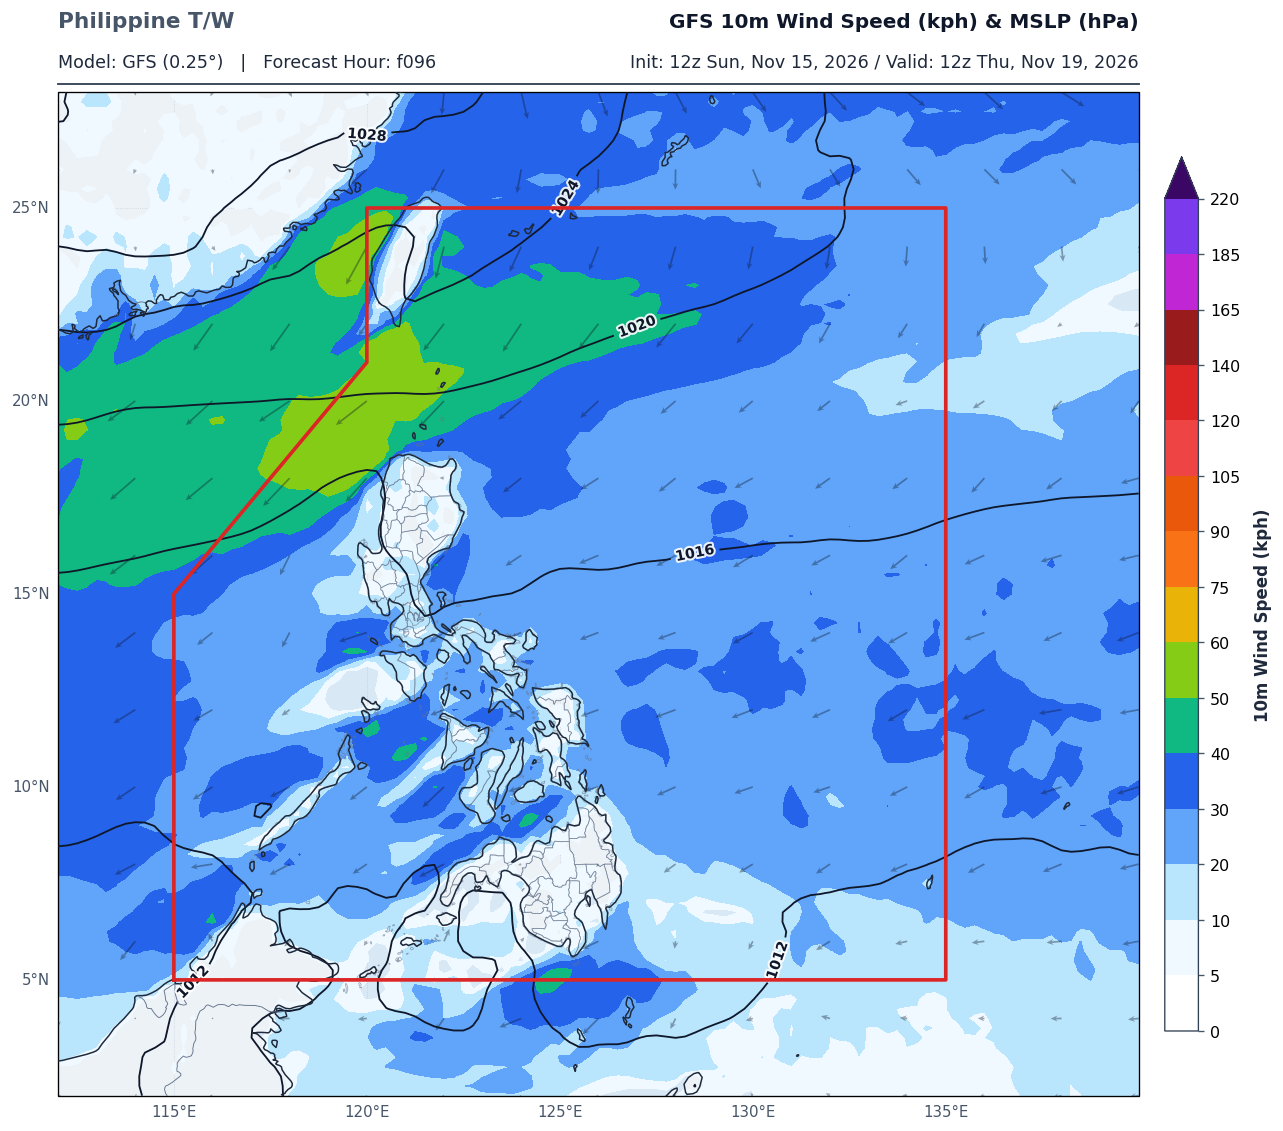 Philippine T/W
GFS 10m Wind Speed (kph) & MSLP (hPa)
Model: GFS (0.25°) | Forecast Hour: f096
Init: 12z Sun, Nov 15, 2026 / Valid: 12z Thu, Nov 19, 2026
1028
1024
1020
1016
1012
1012
25°N
20°N
15°N
10°N
5°N
115°E
120°E
125°E
130°E
135°E
220
185
165
140
120
105
90
75
60
50
40
30
20
10
5
0
10m Wind Speed (kph)